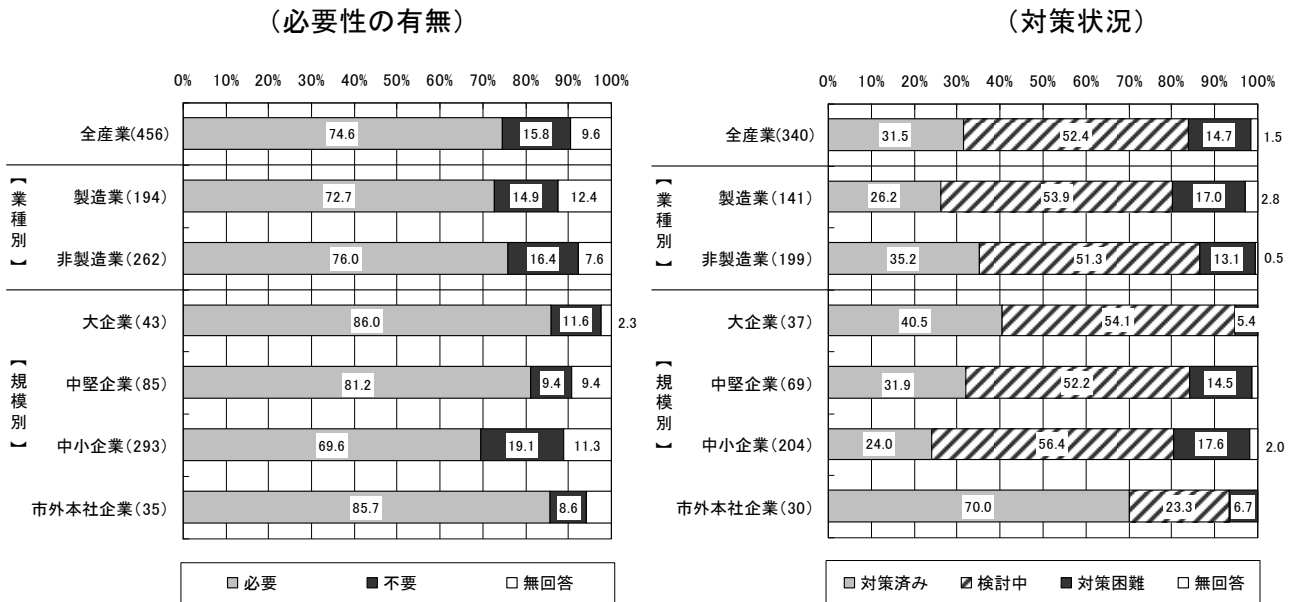 (必要性の有無)
0% 10% 20% 30% 40% 50% 60% 70% 80% 90% 100%
全産業(456) 74.6 15.8 9.6
【業種別】
製造業(194) 72.7 14.9 12.4
非製造業(262) 76.0 16.4 7.6
【規模別】
大企業(43) 86.0 11.6 2.3
中堅企業(85) 81.2 9.4 9.4
中小企業(293) 69.6 19.1 11.3
市外本社企業(35) 85.7 8.6
必要 不要 無回答
(対策状況)
0% 10% 20% 30% 40% 50% 60% 70% 80% 90% 100%
全産業(340) 31.5 52.4 14.7 1.5
【業種別】
製造業(141) 26.2 53.9 17.0 2.8
非製造業(199) 35.2 51.3 13.1 0.5
【規模別】
大企業(37) 40.5 54.1 5.4
中堅企業(69) 31.9 52.2 14.5
中小企業(204) 24.0 56.4 17.6 2.0
市外本社企業(30) 70.0 23.3 6.7
対策済み 検討中 対策困難 無回答